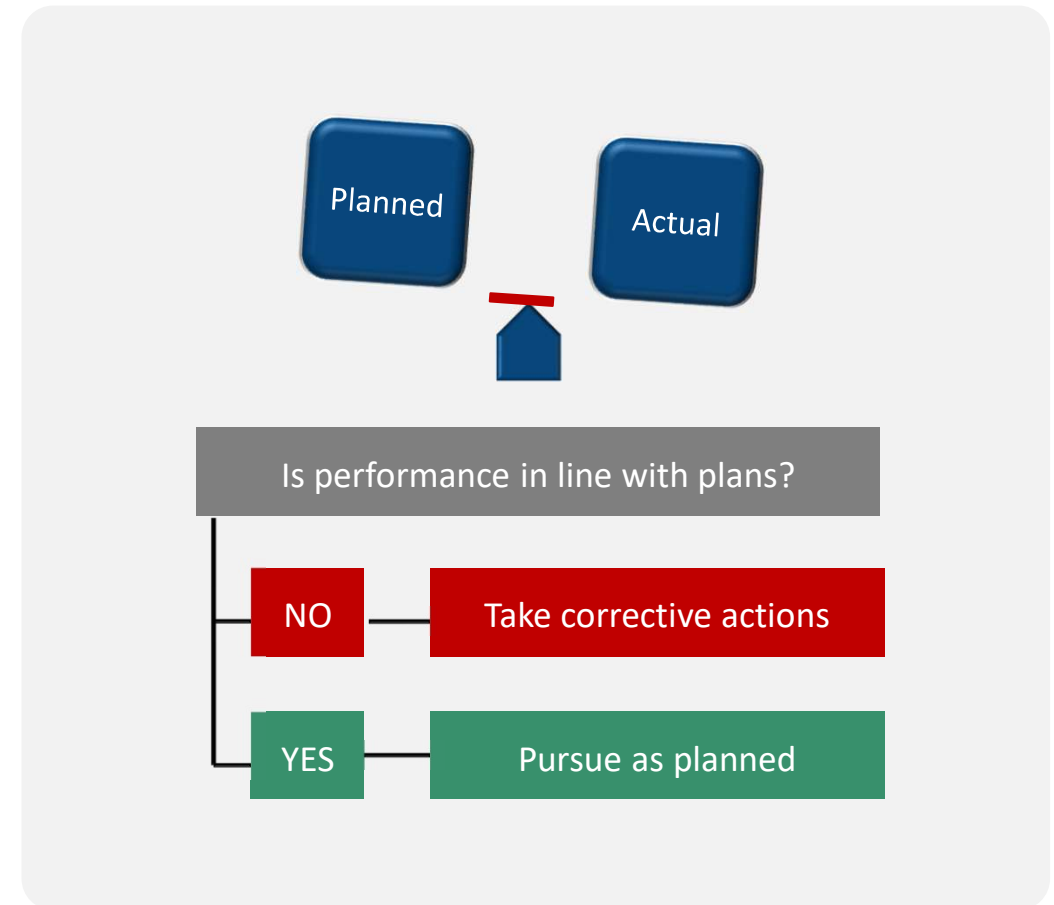 Planned
Actual
Is performance in line with plans?
NO
Take corrective actions
YES
Pursue as planned